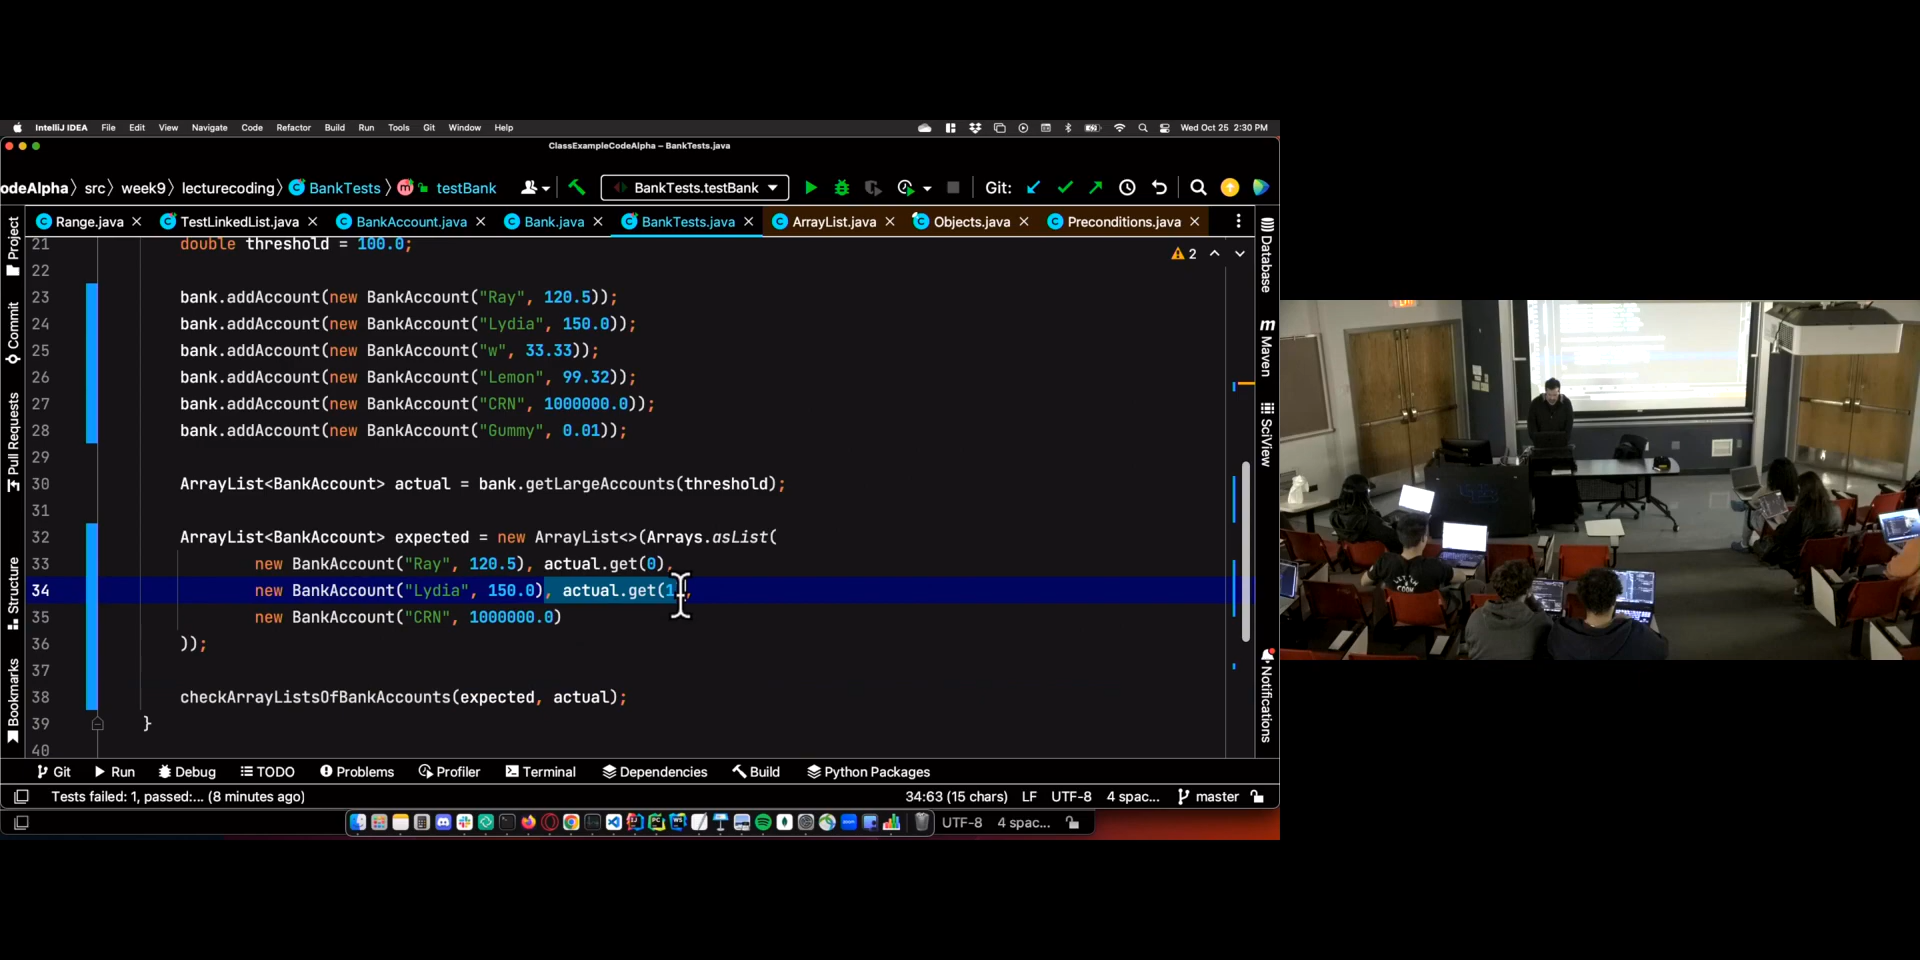 IntelliJ IDEA File Edit View Navigate Code Refactor Build Run Tools Git Window Help Wed Oct 25 2:30 PM
ClassExampleCodeAlpha – BankTests.java
odeAlpha src week9 lecturecoding BankTests testBank BankTests.testBank Git:
Range.java TestLinkedList.java BankAccount.java Bank.java BankTests.java ArrayList.java Objects.java Preconditions.java
21 double threshold = 100.0;
2
22
23 bank.addAccount(new BankAccount("Ray", 120.5));
24 bank.addAccount(new BankAccount("Lydia", 150.0));
25 bank.addAccount(new BankAccount("w", 33.33));
26 bank.addAccount(new BankAccount("Lemon", 99.32));
27 bank.addAccount(new BankAccount("CRN", 1000000.0));
28 bank.addAccount(new BankAccount("Gummy", 0.01));
29
30 ArrayList<BankAccount> actual = bank.getLargeAccounts(threshold);
31
32 ArrayList<BankAccount> expected = new ArrayList<>(Arrays.asList(
33 new BankAccount("Ray", 120.5), actual.get(0),
34 new BankAccount("Lydia", 150.0), actual.get(1),
35 new BankAccount("CRN", 1000000.0)
36 ));
37
38 checkArrayListsOfBankAccounts(expected, actual);
39 }
40
Project
Commit
Pull Requests
Structure
Bookmarks
Database
Maven
SciView
Notifications
Git Run Debug TODO Problems Profiler Terminal Dependencies Build Python Packages
Tests failed: 1, passed:... (8 minutes ago) 34:63 (15 chars) LF UTF-8 4 spac... master
UTF-8 4 spac...